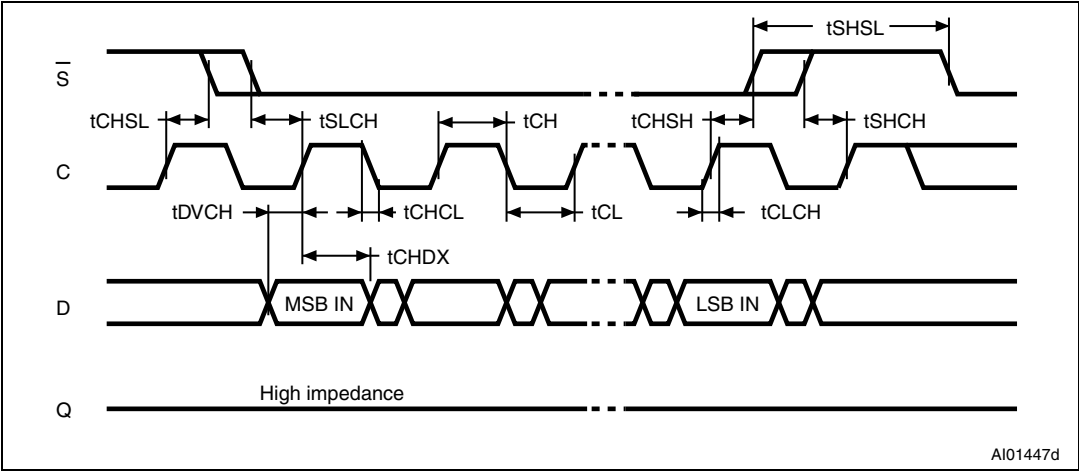 tSHSL
S
tCHSL
tSLCH
tCH
tCHSH
tSHCH
C
tDVCH
tCHCL
tCL
tCLCH
tCHDX
D
MSB IN
LSB IN
High impedance
Q
AI01447d